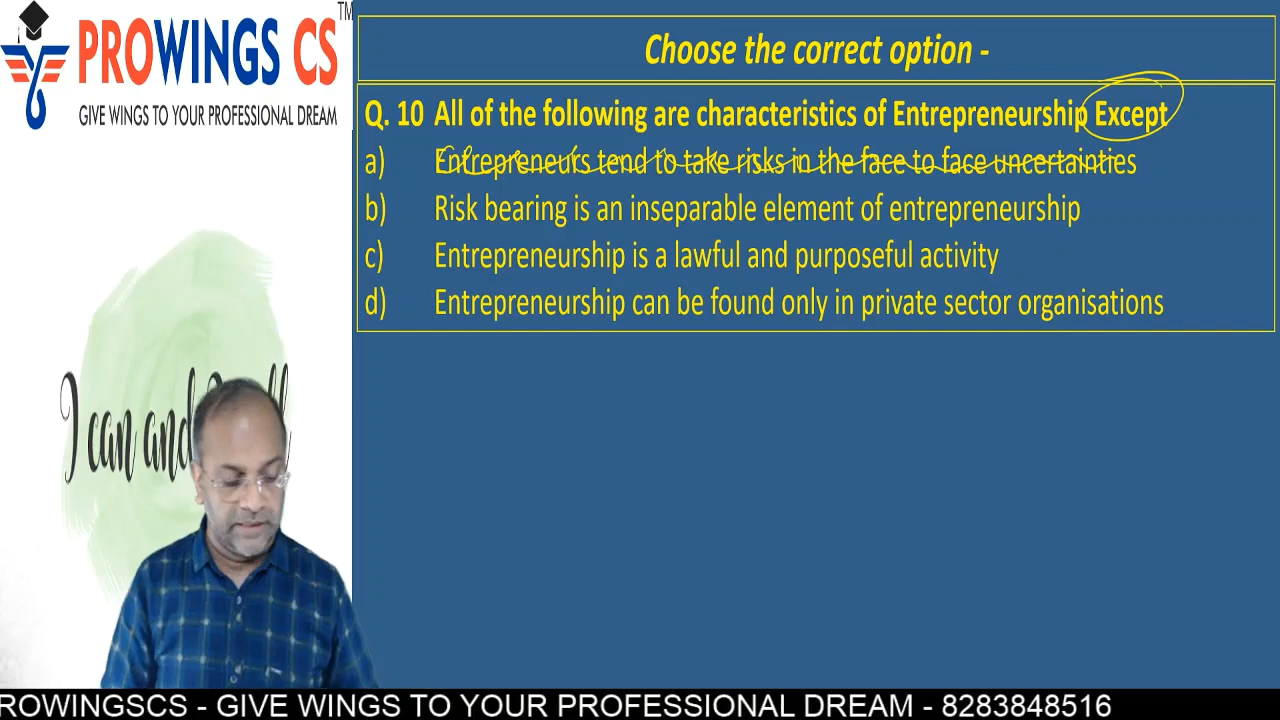 TM
PROWINGS CS
GIVE WINGS TO YOUR PROFESSIONAL DREAM
Choose the correct option -
Q. 10 All of the following are characteristics of Entrepreneurship Except
a) Entrepreneurs tend to take risks in the face to face uncertainties
b) Risk bearing is an inseparable element of entrepreneurship
c) Entrepreneurship is a lawful and purposeful activity
d) Entrepreneurship can be found only in private sector organisations
I can and
ROWINGSCS - GIVE WINGS TO YOUR PROFESSIONAL DREAM - 8283848516